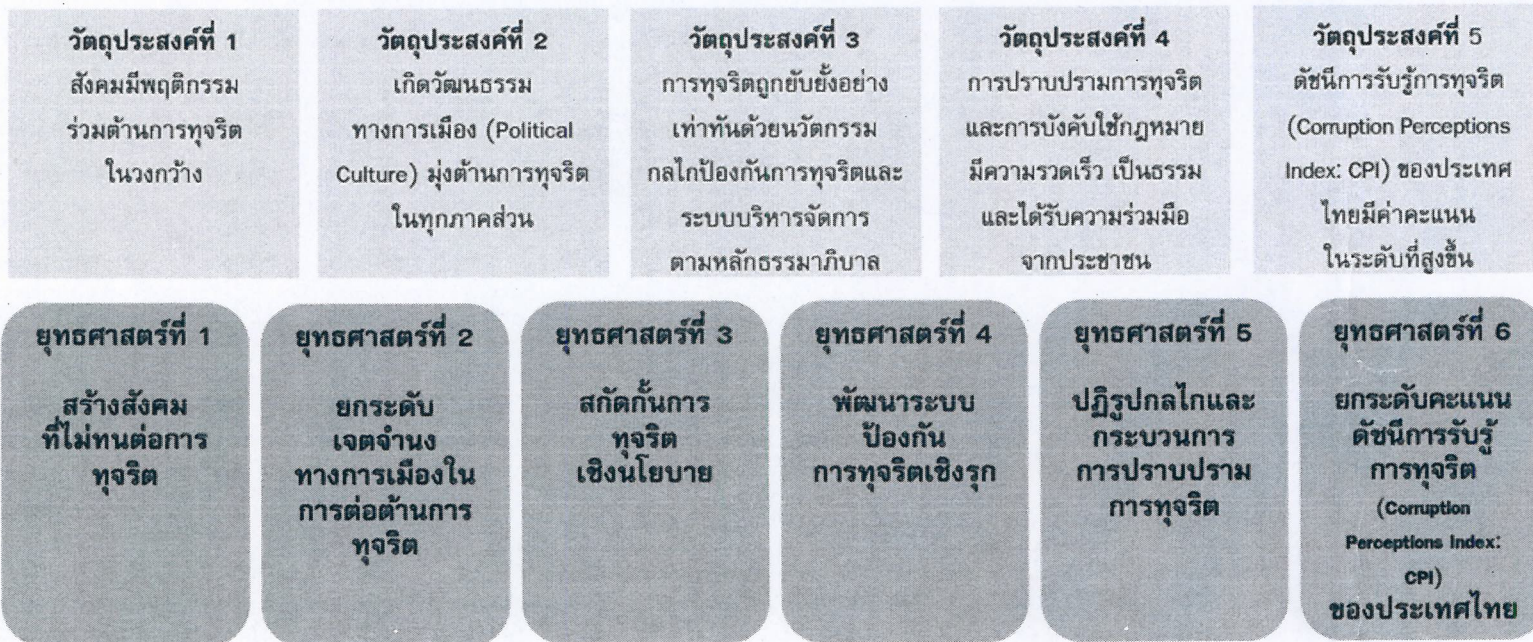 วัตถุประสงค์ที่ 1
สังคมมีพฤติกรรม
ร่วมต้านการทุจริต
ในวงกว้าง
วัตถุประสงค์ที่ 2
เกิดวัฒนธรรม
ทางการเมือง (Political
Culture) มุ่งต้านการทุจริต
ในทุกภาคส่วน
วัตถุประสงค์ที่ 3
การทุจริตถูกยับยั้งอย่าง
เท่าทันด้วยนวัตกรรม
กลไกป้องกันการทุจริตและ
ระบบบริหารจัดการ
ตามหลักธรรมาภิบาล
วัตถุประสงค์ที่ 4
การปราบปรามการทุจริต
และการบังคับใช้กฎหมาย
มีความรวดเร็ว เป็นธรรม
และได้รับความร่วมมือ
จากประชาชน
วัตถุประสงค์ที่ 5
ดัชนีการรับรู้การทุจริต
(Corruption Perceptions
Index: CPI) ของประเทศ
ไทยมีค่าคะแนน
ในระดับที่สูงขึ้น
ยุทธศาสตร์ที่ 1
สร้างสังคม
ที่ไม่ทนต่อการ
ทุจริต
ยุทธศาสตร์ที่ 2
ยกระดับ
เจตจำนง
ทางการเมืองใน
การต่อต้านการ
ทุจริต
ยุทธศาสตร์ที่ 3
สกัดกั้นการ
ทุจริต
เชิงนโยบาย
ยุทธศาสตร์ที่ 4
พัฒนาระบบ
ป้องกัน
การทุจริตเชิงรุก
ยุทธศาสตร์ที่ 5
ปฏิรูปกลไกและ
กระบวนการ
การปราบปราม
การทุจริต
ยุทธศาสตร์ที่ 6
ยกระดับคะแนน
ดัชนีการรับรู้
การทุจริต
(Corruption
Perceptions Index:
CPI)
ของประเทศไทย